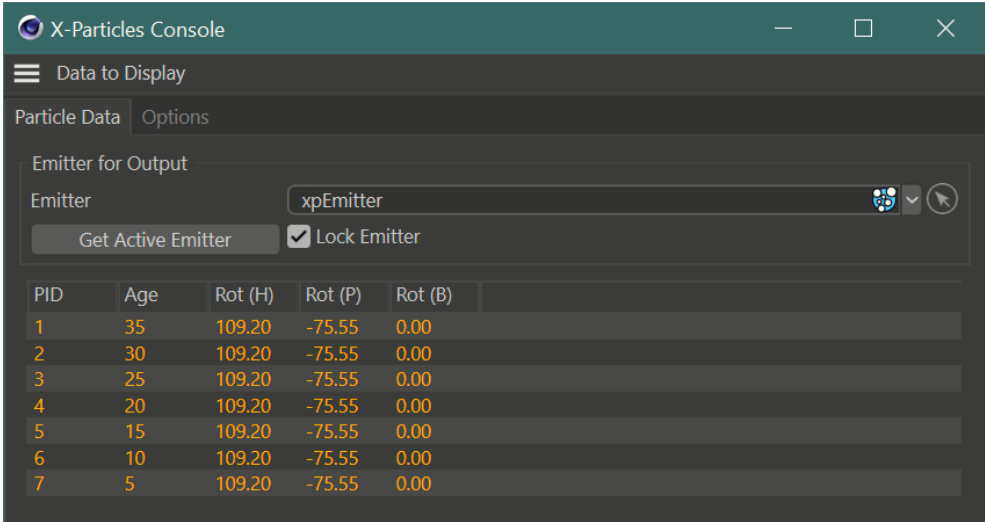 X-Particles Console
Data to Display
Particle Data Options
Emitter for Output
Emitter xpEmitter
Get Active Emitter Lock Emitter
PID Age Rot (H) Rot (P) Rot (B)
1 35 109.20 -75.55 0.00
2 30 109.20 -75.55 0.00
3 25 109.20 -75.55 0.00
4 20 109.20 -75.55 0.00
5 15 109.20 -75.55 0.00
6 10 109.20 -75.55 0.00
7 5 109.20 -75.55 0.00